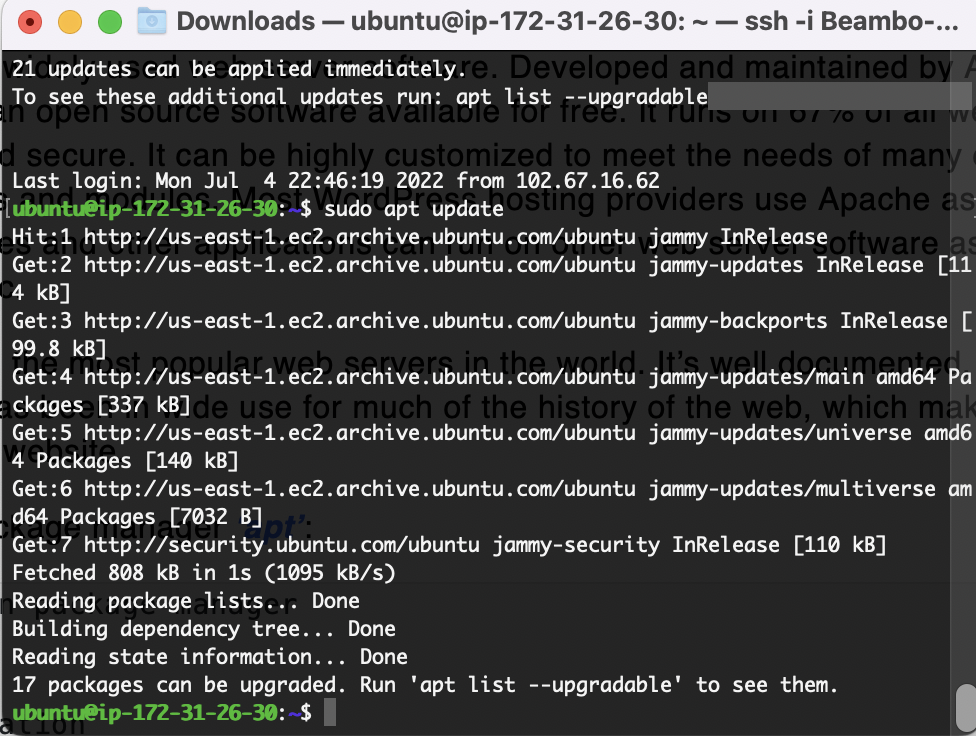 Downloads — ubuntu@ip-172-31-26-30: ~ — ssh -i Beambo-...
21 updates can be applied immediately.
To see these additional updates run: apt list --upgradable
Last login: Mon Jul  4 22:46:19 2022 from 102.67.16.62
[ubuntu@ip-172-31-26-30:~$ sudo apt update
Hit:1 http://us-east-1.ec2.archive.ubuntu.com/ubuntu jammy InRelease
Get:2 http://us-east-1.ec2.archive.ubuntu.com/ubuntu jammy-updates InRelease [11
4 kB]
Get:3 http://us-east-1.ec2.archive.ubuntu.com/ubuntu jammy-backports InRelease [
99.8 kB]
Get:4 http://us-east-1.ec2.archive.ubuntu.com/ubuntu jammy-updates/main amd64 Pa
ckages [337 kB]
Get:5 http://us-east-1.ec2.archive.ubuntu.com/ubuntu jammy-updates/universe amd6
4 Packages [140 kB]
Get:6 http://us-east-1.ec2.archive.ubuntu.com/ubuntu jammy-updates/multiverse am
d64 Packages [7032 B]
Get:7 http://security.ubuntu.com/ubuntu jammy-security InRelease [110 kB]
Fetched 808 kB in 1s (1095 kB/s)
Reading package lists... Done
Building dependency tree... Done
Reading state information... Done
17 packages can be upgraded. Run 'apt list --upgradable' to see them.
ubuntu@ip-172-31-26-30:~$